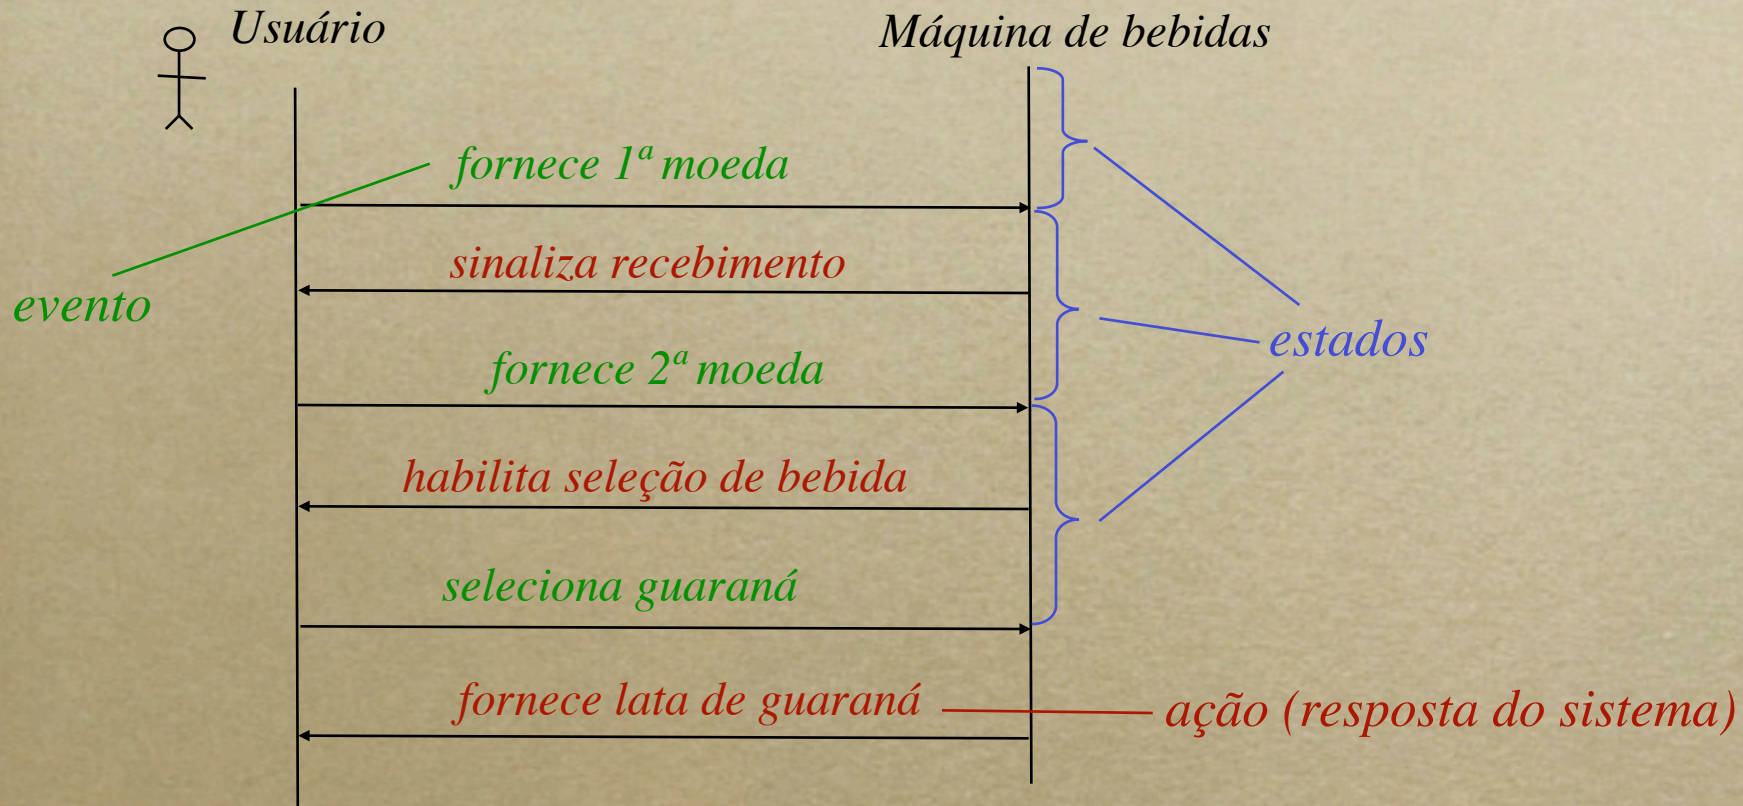 Usuário
Máquina de bebidas
fornece 1ª moeda
sinaliza recebimento
evento
estados
fornece 2ª moeda
habilita seleção de bebida
seleciona guaraná
fornece lata de guaraná
ação (resposta do sistema)